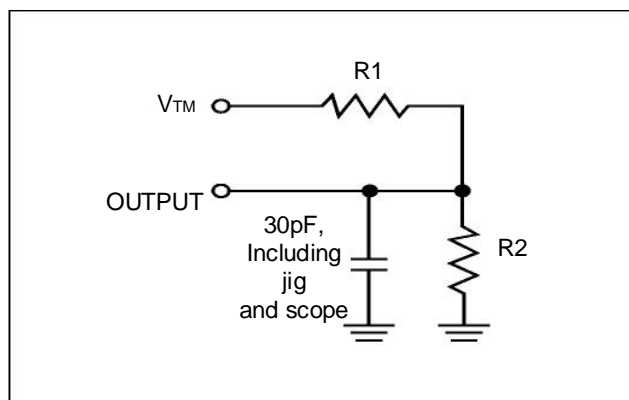 R1
VTM
OUTPUT
30pF,
Including
jig
and scope
R2